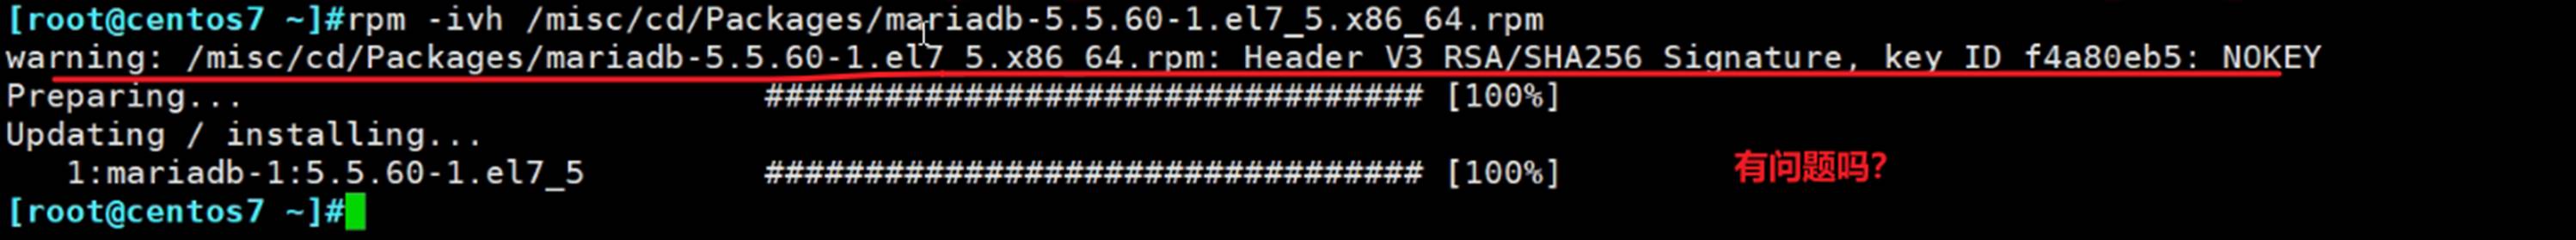 [root@centos7 ~]#rpm -ivh /misc/cd/Packages/mariadb-5.5.60-1.el7_5.x86_64.rpm
warning: /misc/cd/Packages/mariadb-5.5.60-1.el7_5.x86_64.rpm: Header V3 RSA/SHA256 Signature, key ID f4a80eb5: NOKEY
Preparing...                          ################################# [100%]
Updating / installing...
   1:mariadb-1:5.5.60-1.el7_5         ################################# [100%]
有问题吗?
[root@centos7 ~]#